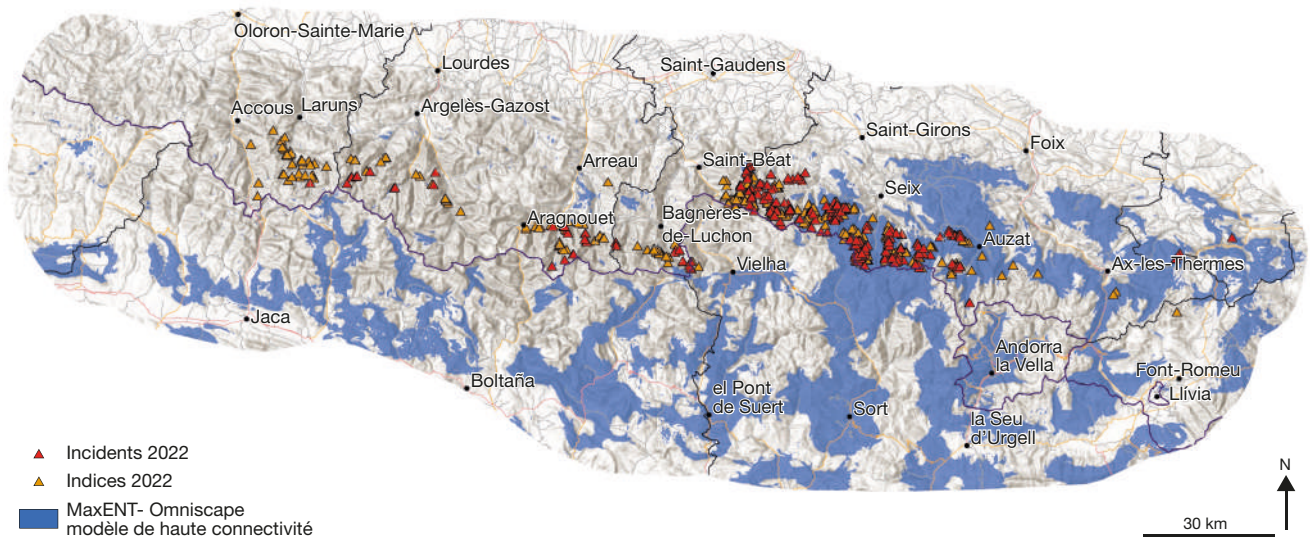 Oloron-Sainte-Marie
Lourdes
Saint-Gaudens
Accous
Laruns
Argelès-Gazost
Saint-Girons
Foix
Arreau
Saint-Béat
Seix
Aragnouet
Bagnères-
de-Luchon
Auzat
Vielha
Ax-les-Thermes
Jaca
Andorra
la Vella
Font-Romeu
Boltaña
el Pont
de Suert
Llívia
Sort
la Seu
d'Urgell
Incidents 2022
Indices 2022
MaxENT- Omniscape
modèle de haute connectivité
N
30 km